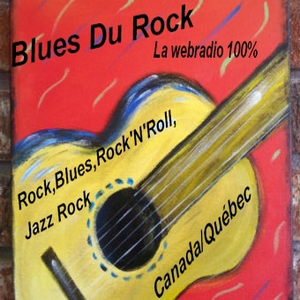 Blues Du Rock
La webradio 100%
Rock,Blues,Rock'N'Roll,
Jazz Rock
Canada/Québec